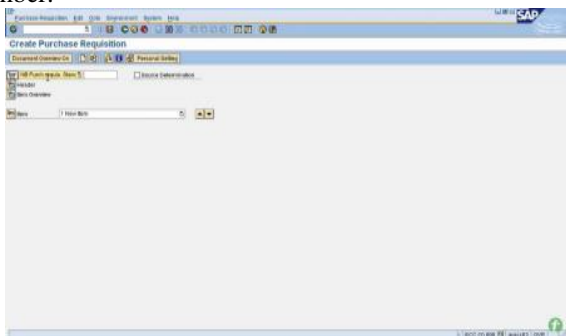 Purchase Requisition Edit Goto Environment System Help
SAP
Create Purchase Requisition
Document Overview On Personal Setting
Source Determination
Header
Item Overview
Item 1 New Item